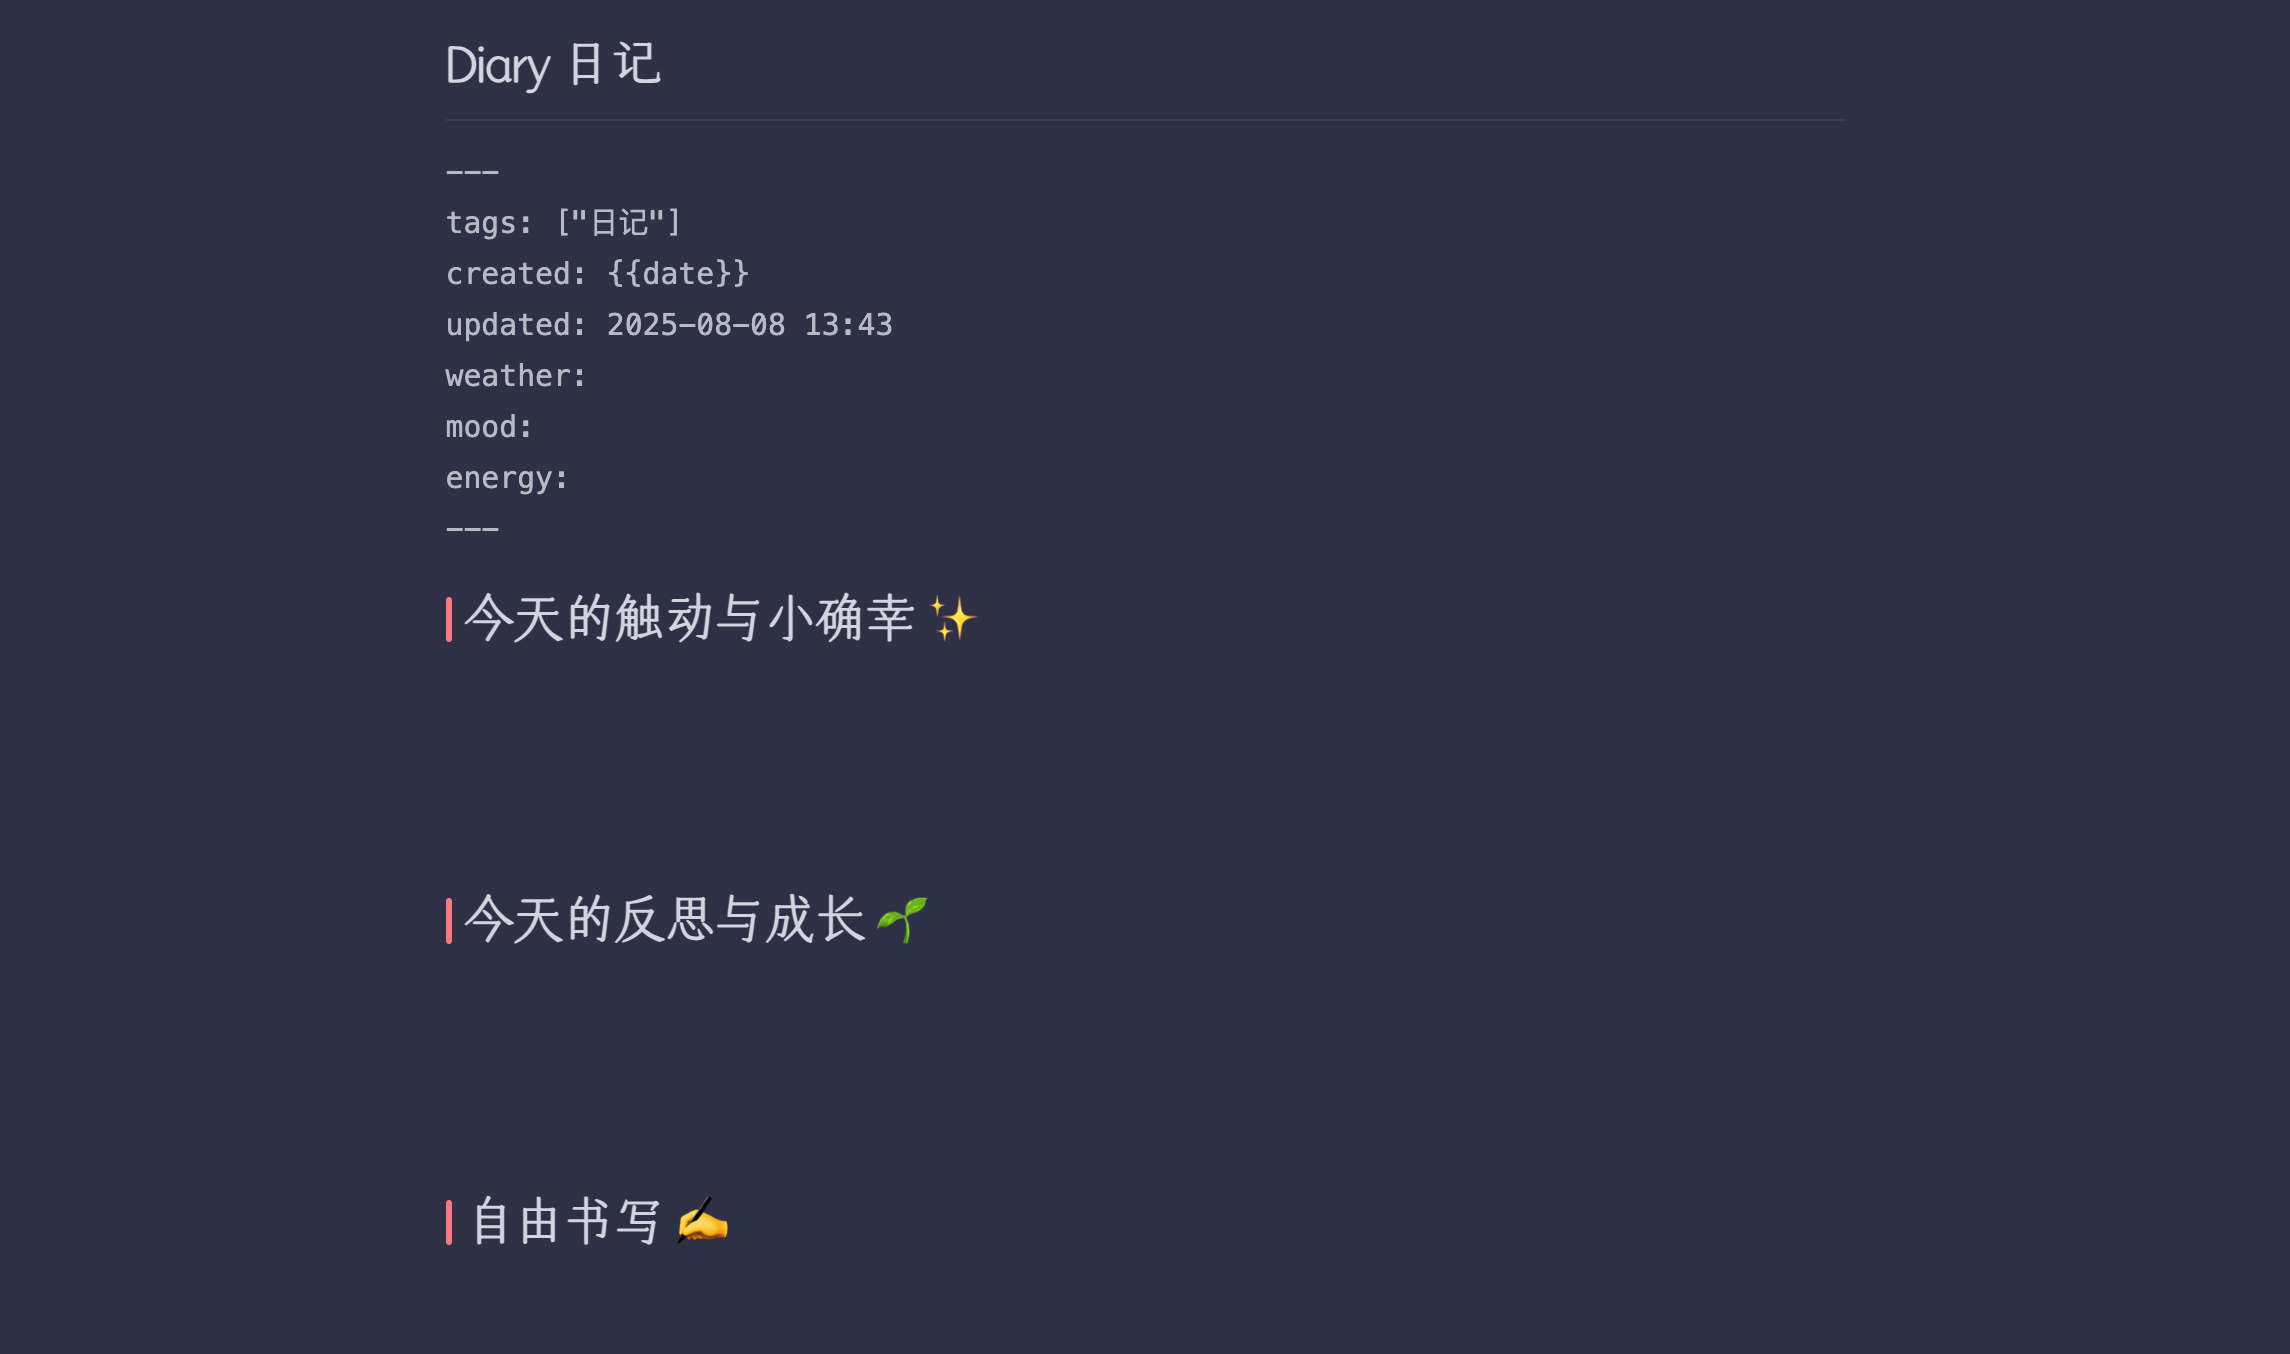 Diary 日记
---
tags: ["日记"]
created: {{date}}
updated: 2025-08-08 13:43
weather:
mood:
energy:
---
今天的触动与小确幸 ✨
今天的反思与成长 🌱
自由书写 ✍️